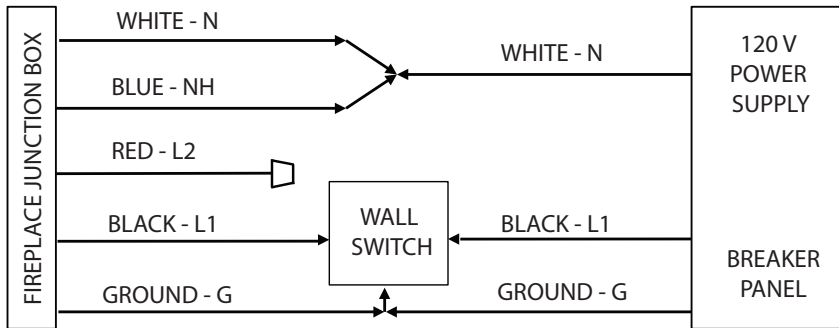 FIREPLACE JUNCTION BOX
WHITE - N
BLUE - NH
RED - L2
BLACK - L1
GROUND - G
WALL
SWITCH
WHITE - N
BLACK - L1
GROUND - G
120 V
POWER
SUPPLY
BREAKER
PANEL